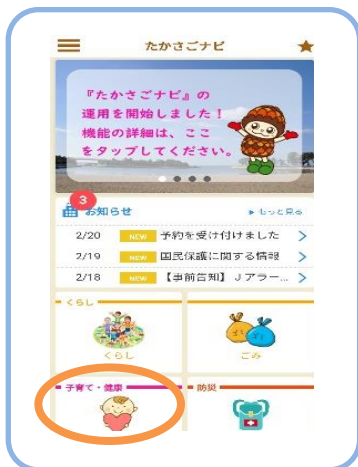 たかさごナビ
『たかさごナビ』の
運用を開始しました！
機能の詳細は、ここ
をタップしてください。
3
お知らせ
▶ もっと見る
2/20 NEW 予約を受け付けました >
2/19 NEW 国民保護に関する情報 >
2/18 NEW 【事前告知】Jアラー... >
くらし
くらし
ごみ
子育て・健康
防災